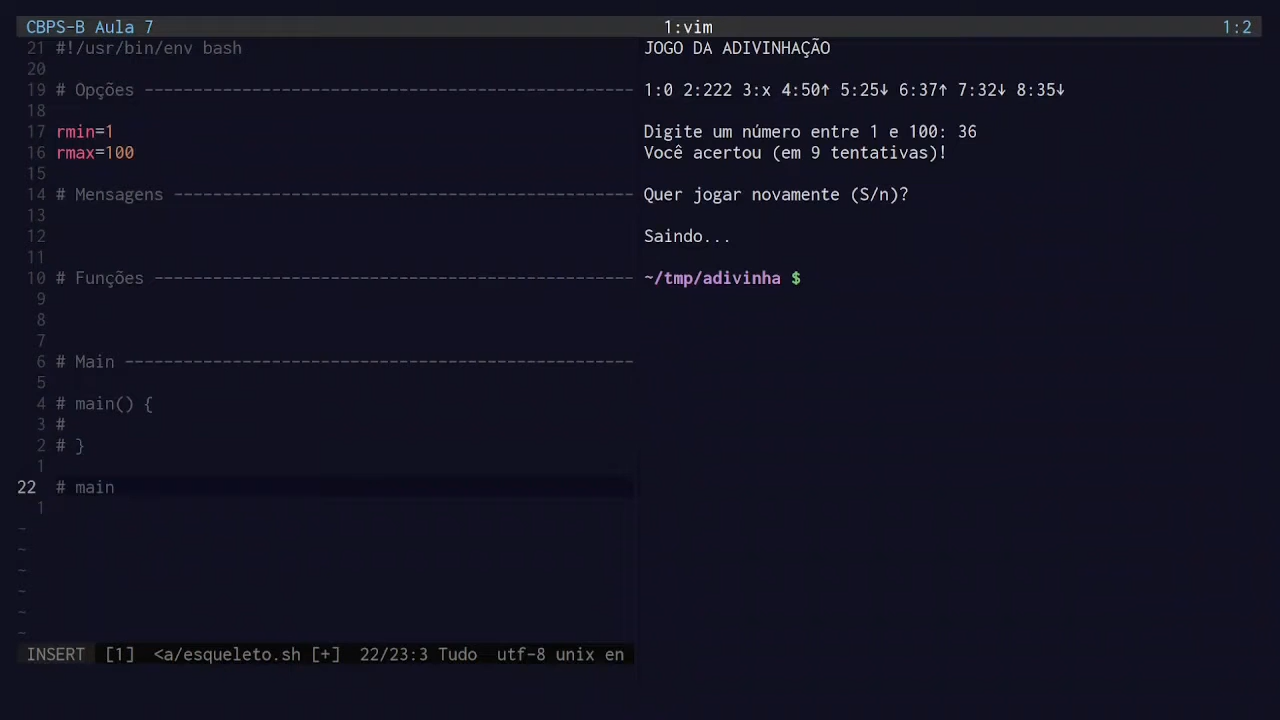 CBPS-B Aula 7 1:vim 1:2
21 #!/usr/bin/env bash
20
19 # Opções --------------------------------------------------
18
17 rmin=1
16 rmax=100
15
14 # Mensagens -----------------------------------------------
13
12
11
10 # Funções -------------------------------------------------
9
8
7
6 # Main ----------------------------------------------------
5
4 # main() {
3 #
2 # }
1
22 # main
1
~
~
~
~
~
~
INSERT [1] <a/esqueleto.sh [+] 22/23:3 Tudo utf-8 unix en
JOGO DA ADIVINHAÇÃO
1:0 2:222 3:x 4:50↑ 5:25↓ 6:37↑ 7:32↓ 8:35↓
Digite um número entre 1 e 100: 36
Você acertou (em 9 tentativas)!
Quer jogar novamente (S/n)?
Saindo...
~/tmp/adivinha $